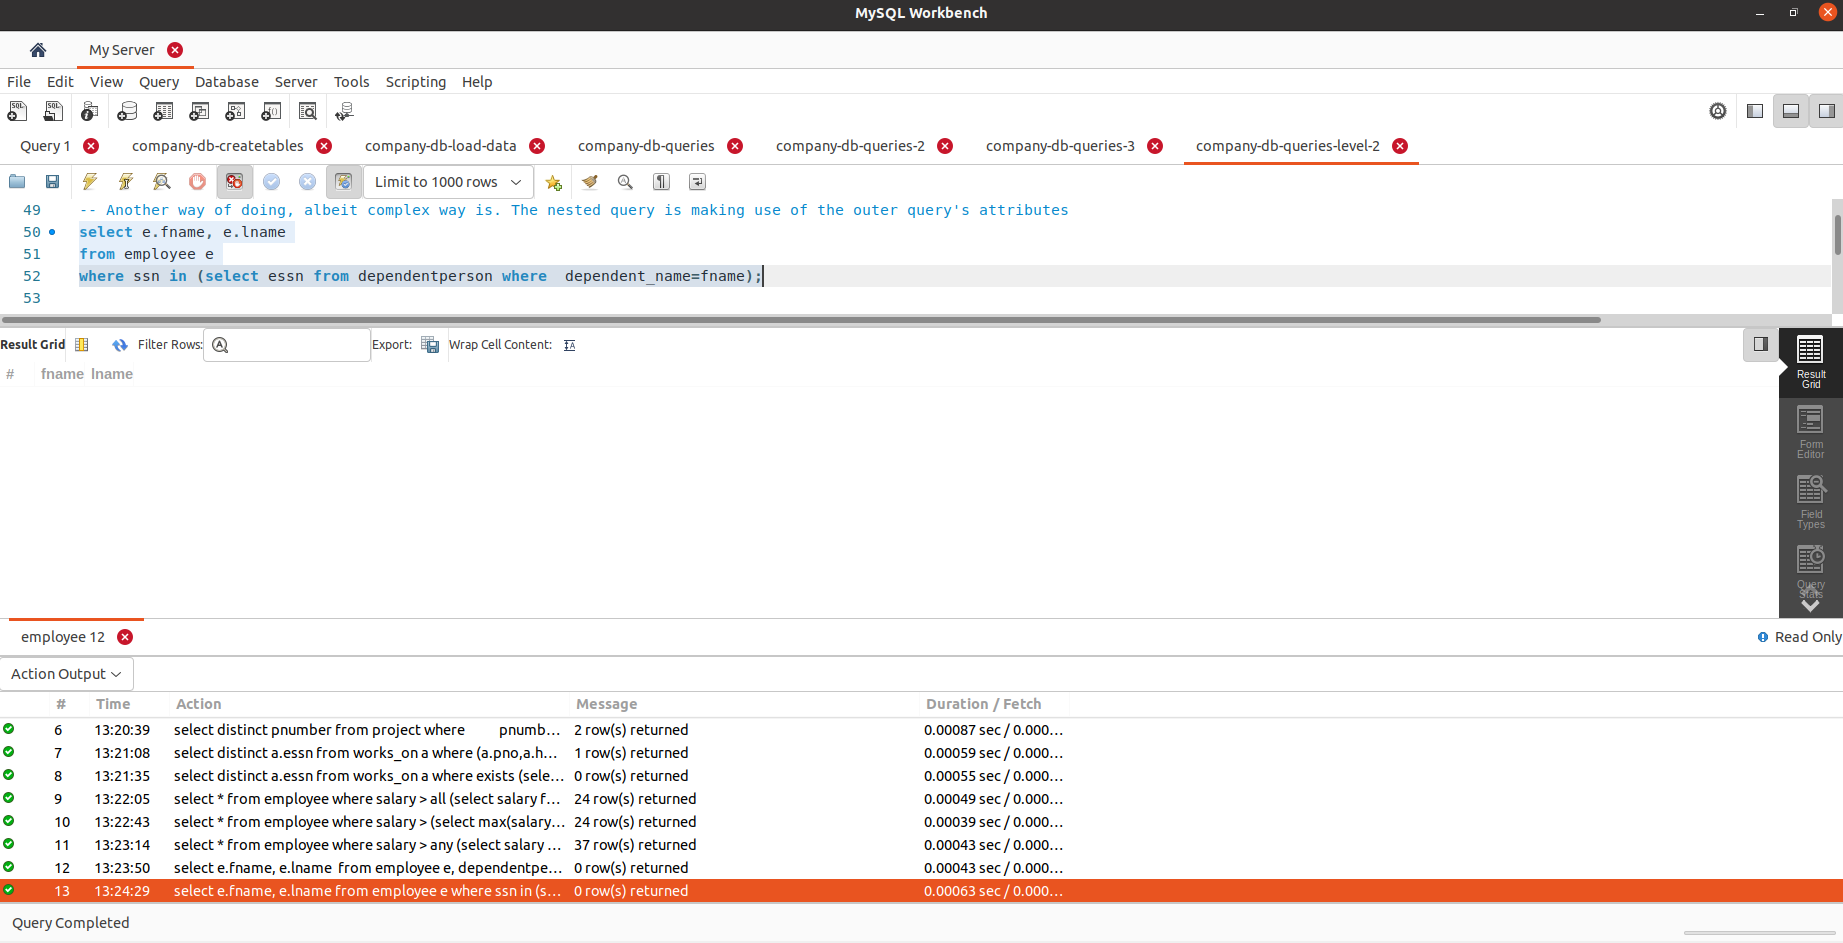 MySQL Workbench
My Server
File Edit View Query Database Server Tools Scripting Help
Query 1 company-db-createtables company-db-load-data company-db-queries company-db-queries-2 company-db-queries-3 company-db-queries-level-2
Limit to 1000 rows
49 -- Another way of doing, albeit complex way is. The nested query is making use of the outer query's attributes
50 select e.fname, e.lname
51 from employee e
52 where ssn in (select essn from dependentperson where  dependent_name=fname);
53
Result Grid Filter Rows: Export: Wrap Cell Content:
# fname lname
Result
Grid
Form
Editor
Field
Types
Query
Stats
employee 12 Read Only
Action Output
# Time Action Message Duration / Fetch
6 13:20:39 select distinct pnumber from project where pnumb... 2 row(s) returned 0.00087 sec / 0.000...
7 13:21:08 select distinct a.essn from works_on a where (a.pno,a.h... 1 row(s) returned 0.00059 sec / 0.000...
8 13:21:35 select distinct a.essn from works_on a where exists (sele... 0 row(s) returned 0.00055 sec / 0.000...
9 13:22:05 select * from employee where salary > all (select salary f... 24 row(s) returned 0.00049 sec / 0.000...
10 13:22:43 select * from employee where salary > (select max(salary... 24 row(s) returned 0.00039 sec / 0.000...
11 13:23:14 select * from employee where salary > any (select salary ... 37 row(s) returned 0.00043 sec / 0.000...
12 13:23:50 select e.fname, e.lname from employee e, dependentpe... 0 row(s) returned 0.00043 sec / 0.000...
13 13:24:29 select e.fname, e.lname from employee e where ssn in (s... 0 row(s) returned 0.00063 sec / 0.000...
Query Completed